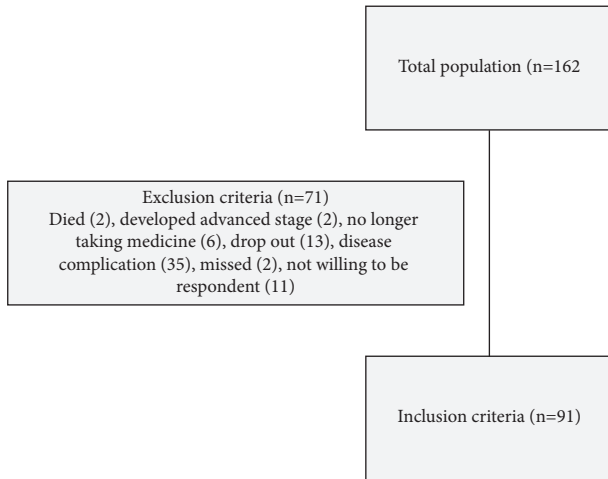 Total population (n=162
Exclusion criteria (n=71)
Died (2), developed advanced stage (2), no longer
taking medicine (6), drop out (13), disease
complication (35), missed (2), not willing to be
respondent (11)
Inclusion criteria (n=91)